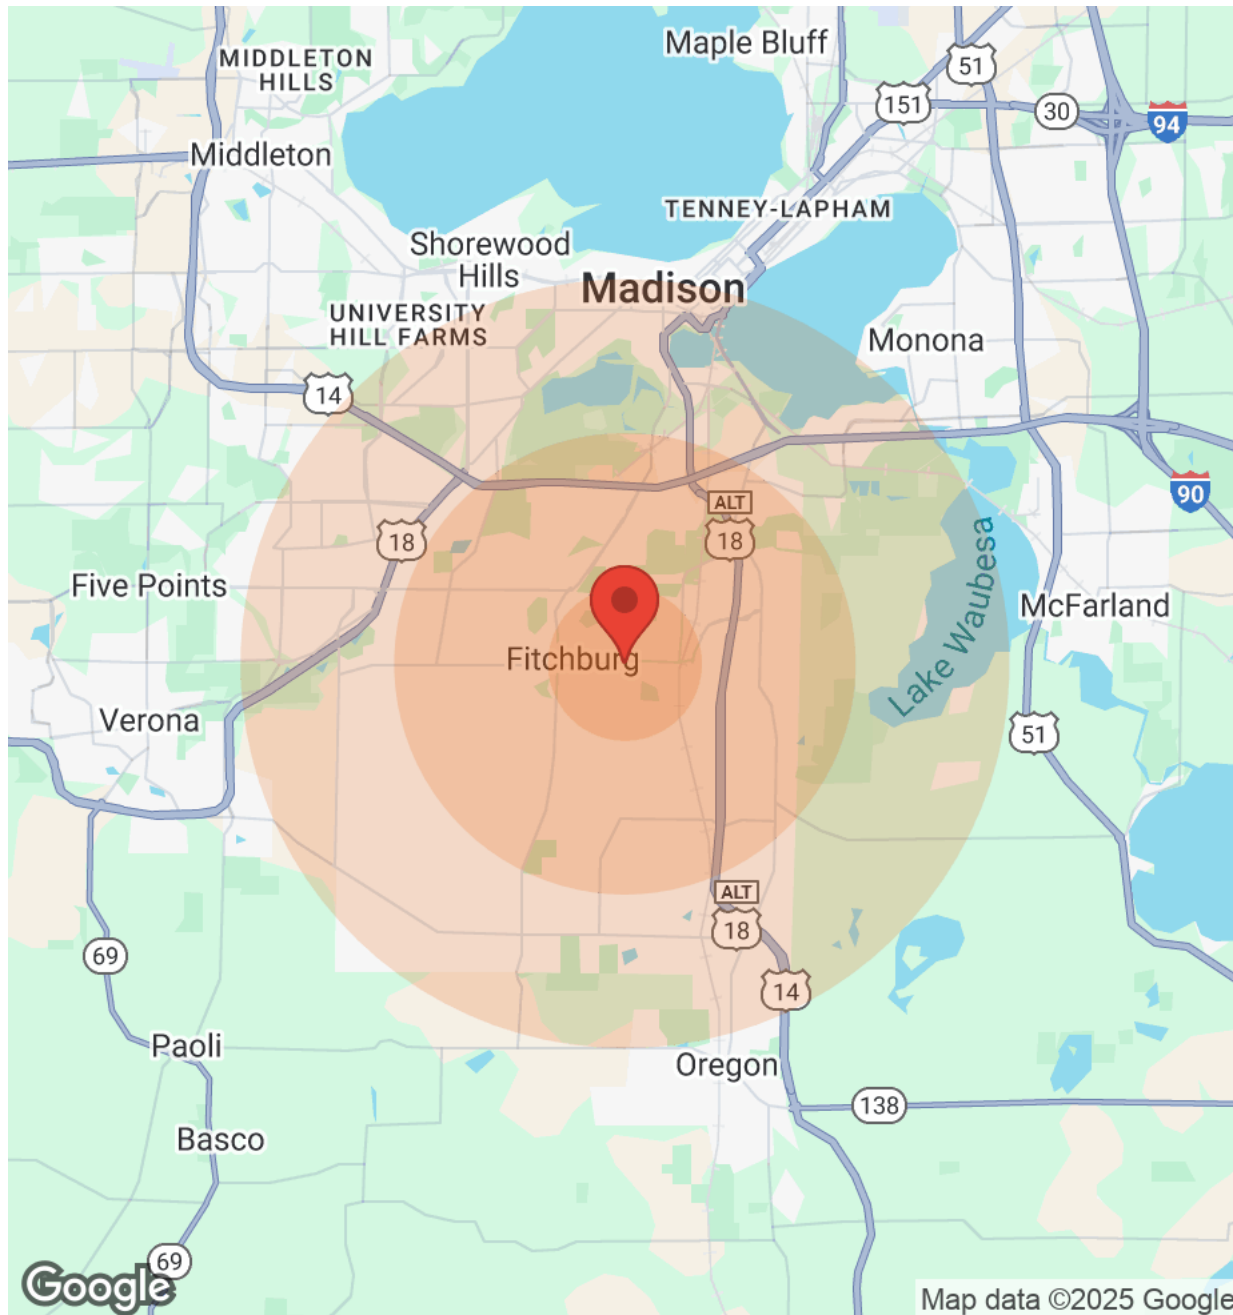 Maple Bluff
MIDDLETON
HILLS
51
151
30
94
Middleton
TENNEY-LAPHAM
Shorewood
Hills
Madison
UNIVERSITY
HILL FARMS
Monona
14
90
ALT
18
18
Lake Waubesa
Five Points
McFarland
Fitchburg
Verona
51
ALT
18
69
14
Paoli
Oregon
138
Basco
69
Google
Map data ©2025 Google